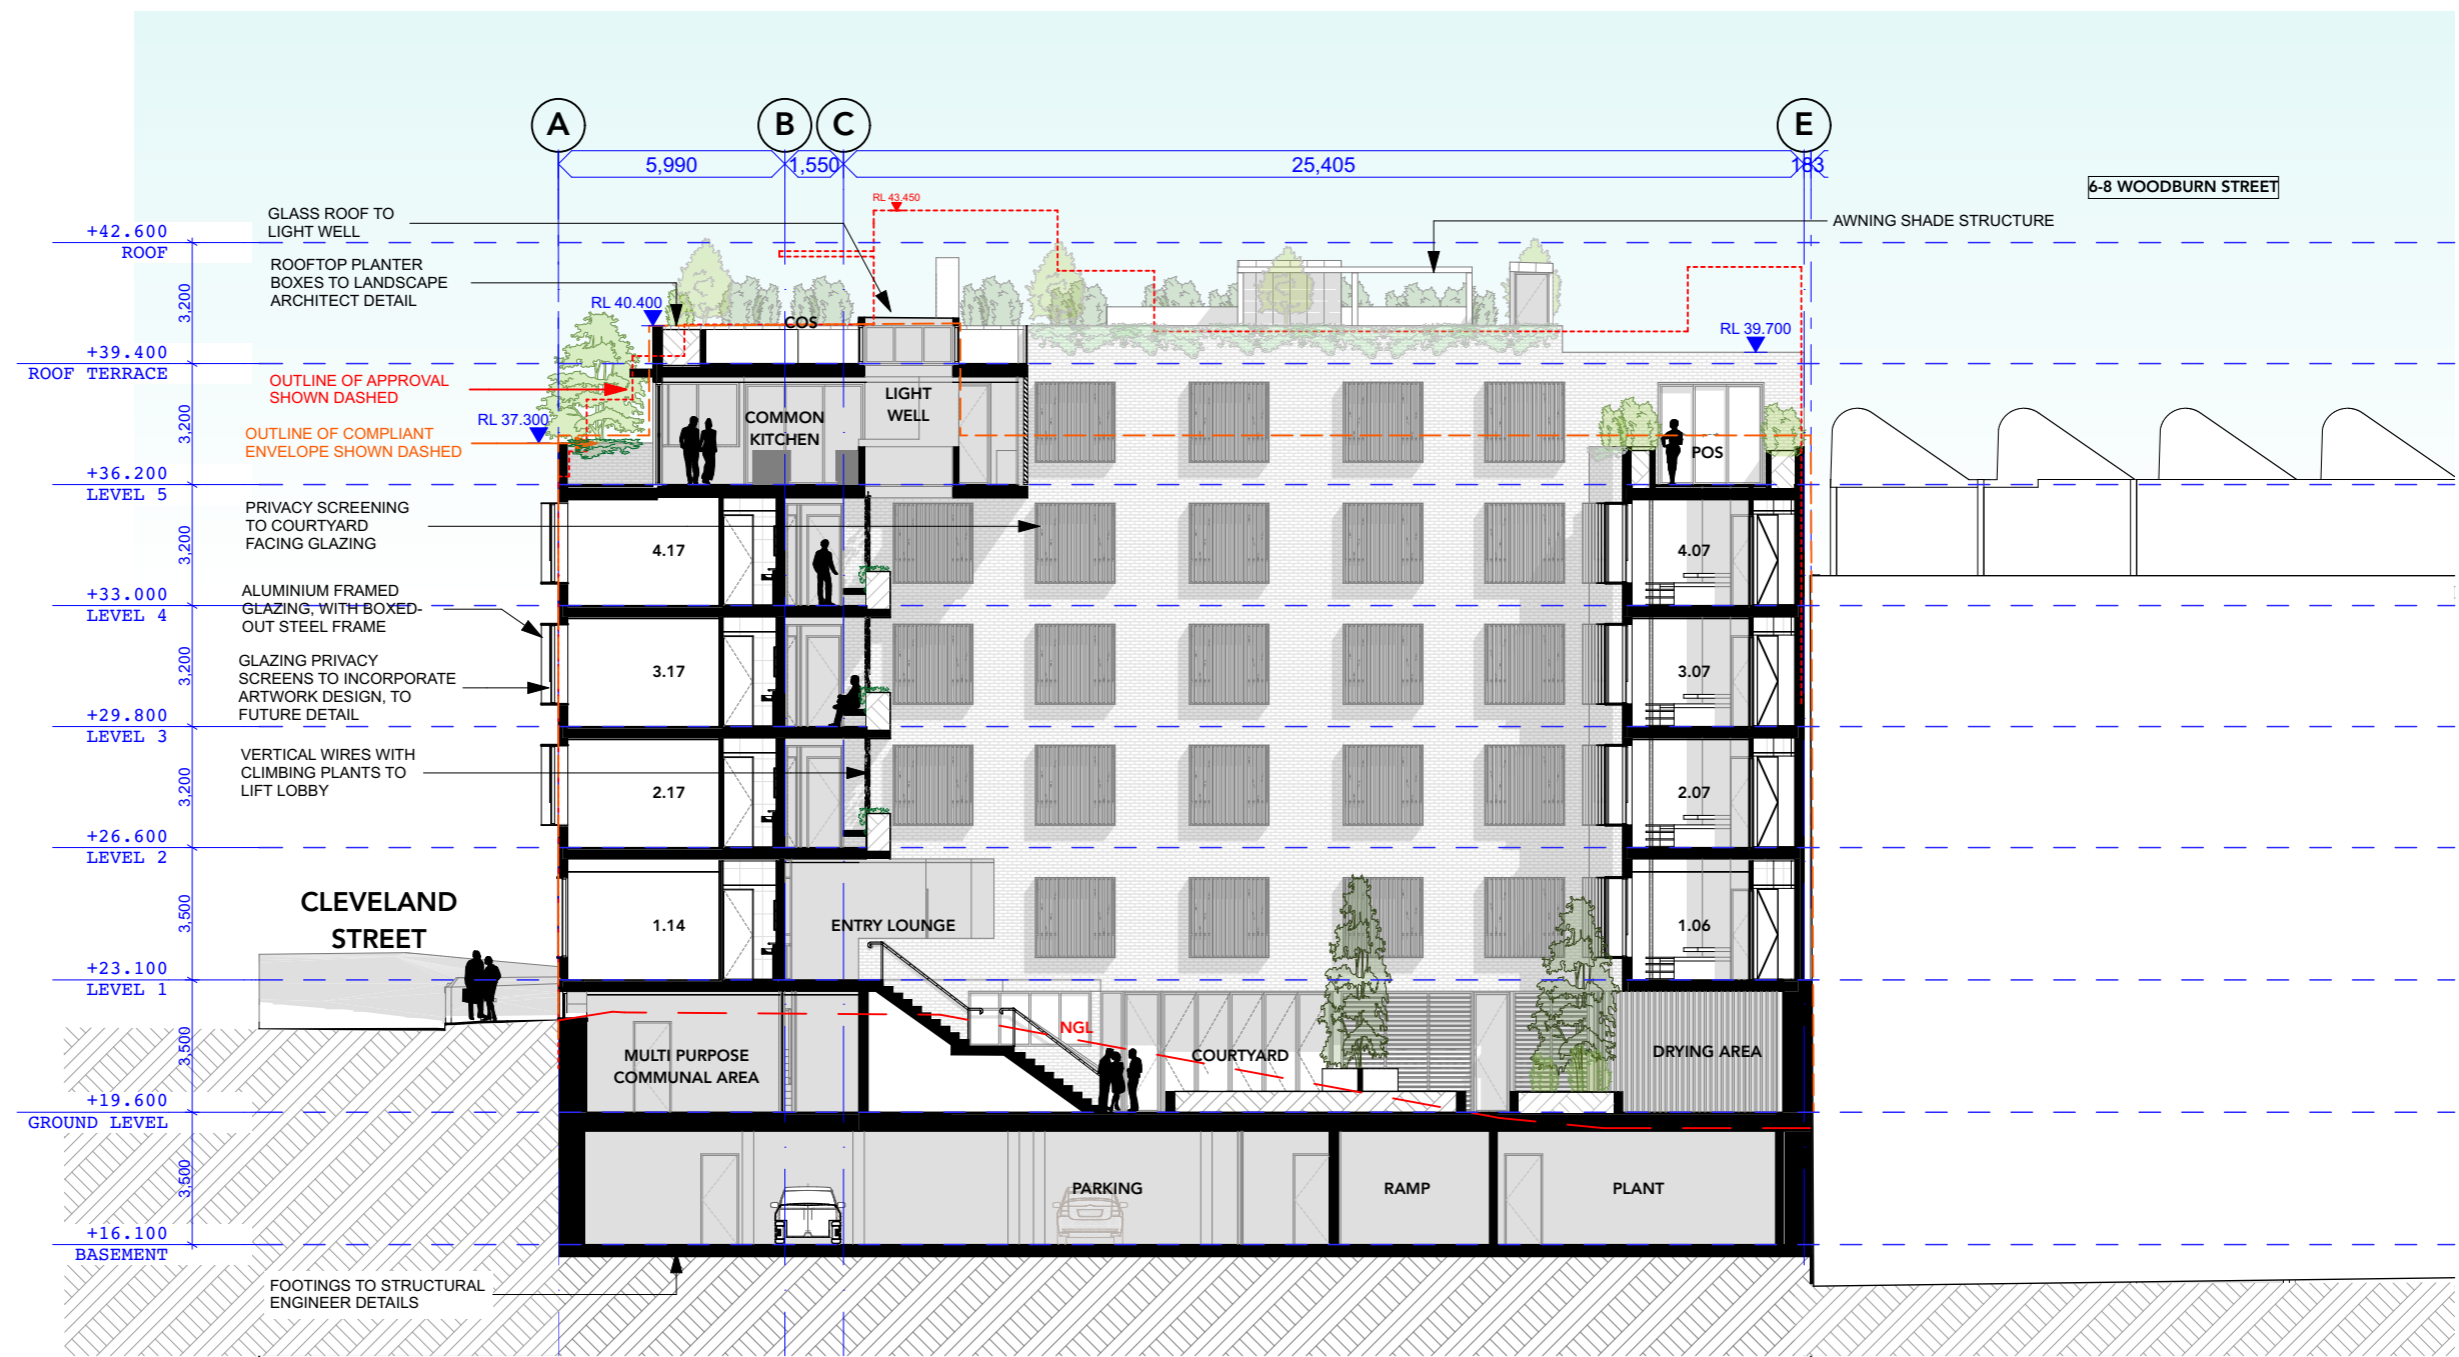 A
B
C
E
5,990
1,550
25,405
183
6-8 WOODBURN STREET
RL 43.450
GLASS ROOF TO
LIGHT WELL
AWNING SHADE STRUCTURE
+42.600
ROOF
ROOFTOP PLANTER
BOXES TO LANDSCAPE
ARCHITECT DETAIL
3,200
RL 40.400
COS
RL 39.700
+39.400
ROOF TERRACE
OUTLINE OF APPROVAL
SHOWN DASHED
LIGHT
WELL
3,200
RL 37.300
COMMON
KITCHEN
OUTLINE OF COMPLIANT
ENVELOPE SHOWN DASHED
POS
+36.200
LEVEL 5
PRIVACY SCREENING
TO COURTYARD
FACING GLAZING
3,200
4.17
4.07
ALUMINIUM FRAMED
GLAZING, WITH BOXED-
OUT STEEL FRAME
+33.000
LEVEL 4
GLAZING PRIVACY
SCREENS TO INCORPORATE
ARTWORK DESIGN, TO
FUTURE DETAIL
3,200
3.17
3.07
+29.800
LEVEL 3
VERTICAL WIRES WITH
CLIMBING PLANTS TO
LIFT LOBBY
3,200
2.17
2.07
+26.600
LEVEL 2
CLEVELAND
STREET
3,500
1.14
ENTRY LOUNGE
1.06
+23.100
LEVEL 1
NGL
3,500
MULTI PURPOSE
COMMUNAL AREA
COURTYARD
DRYING AREA
+19.600
GROUND LEVEL
3,500
PARKING
RAMP
PLANT
+16.100
BASEMENT
FOOTINGS TO STRUCTURAL
ENGINEER DETAILS